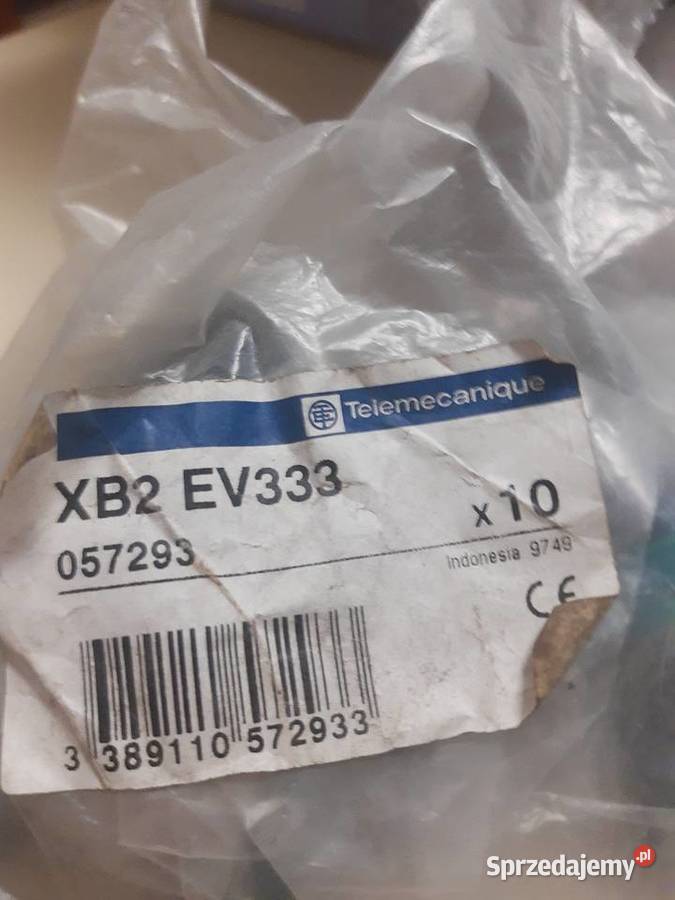 Telemecanique
XB2 EV333
x 10
057293
Indonesia 9749
CE
3 389110 572933
Sprzedajemy.pl